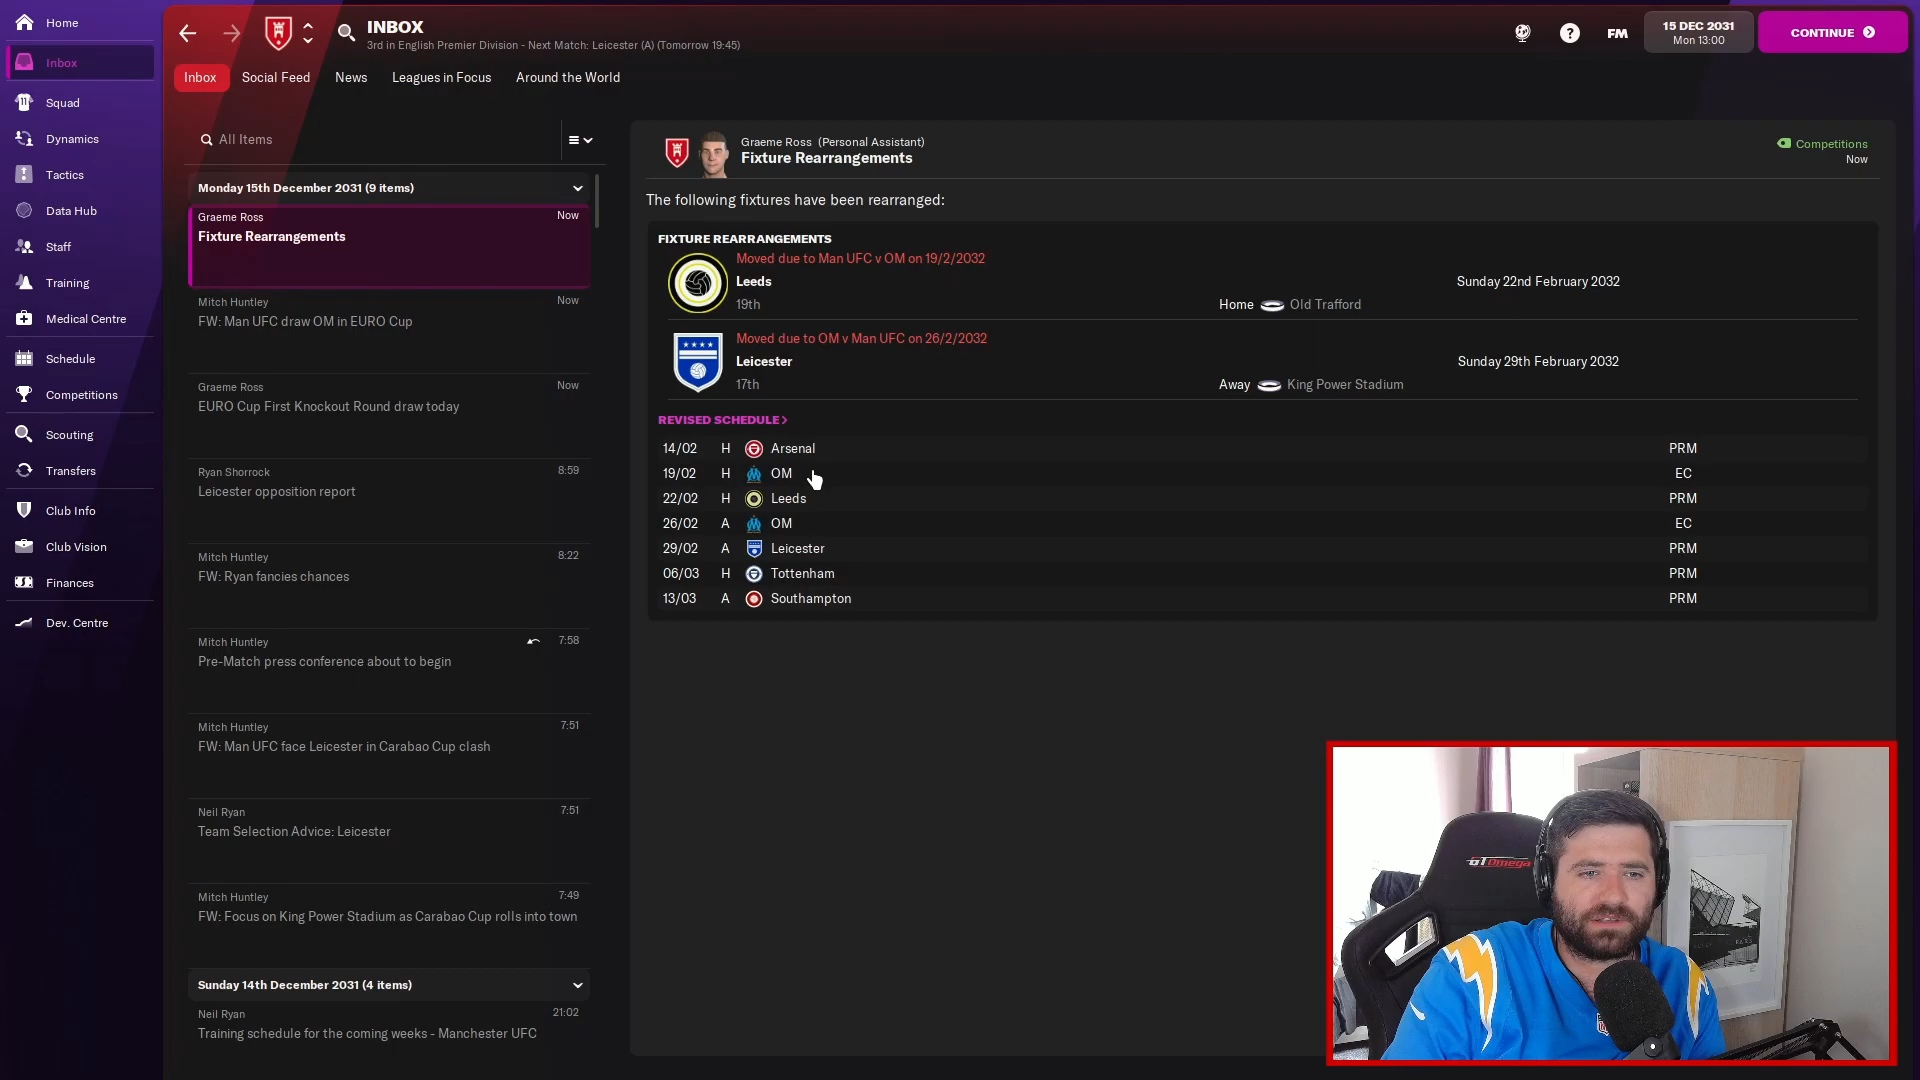 Home
Inbox
Squad
Dynamics
Tactics
Data Hub
Staff
Training
Medical Centre
Schedule
Competitions
Scouting
Transfers
Club Info
Club Vision
Finances
Dev. Centre
INBOX
3rd in English Premier Division - Next Match: Leicester (A) (Tomorrow 19:45)
FM
15 DEC 2031
Mon 13:00
CONTINUE
Inbox Social Feed News Leagues in Focus Around the World
All Items
Monday 15th December 2031 (9 items)
Graeme Ross Now
Fixture Rearrangements
Mitch Huntley Now
FW: Man UFC draw OM in EURO Cup
Graeme Ross Now
EURO Cup First Knockout Round draw today
Ryan Shorrock 8:59
Leicester opposition report
Mitch Huntley 8:22
FW: Ryan fancies chances
Mitch Huntley 7:58
Pre-Match press conference about to begin
Mitch Huntley 7:51
FW: Man UFC face Leicester in Carabao Cup clash
Neil Ryan 7:51
Team Selection Advice: Leicester
Mitch Huntley 7:49
FW: Focus on King Power Stadium as Carabao Cup rolls into town
Sunday 14th December 2031 (4 items)
Neil Ryan 21:02
Training schedule for the coming weeks - Manchester UFC
Graeme Ross (Personal Assistant)
Fixture Rearrangements
Competitions
Now
The following fixtures have been rearranged:
FIXTURE REARRANGEMENTS
Moved due to Man UFC v OM on 19/2/2032
Leeds Sunday 22nd February 2032
19th Home Old Trafford
Moved due to OM v Man UFC on 26/2/2032
Leicester Sunday 29th February 2032
17th Away King Power Stadium
REVISED SCHEDULE >
14/02 H Arsenal PRM
19/02 H OM EC
22/02 H Leeds PRM
26/02 A OM EC
29/02 A Leicester PRM
06/03 H Tottenham PRM
13/03 A Southampton PRM
GT Omega